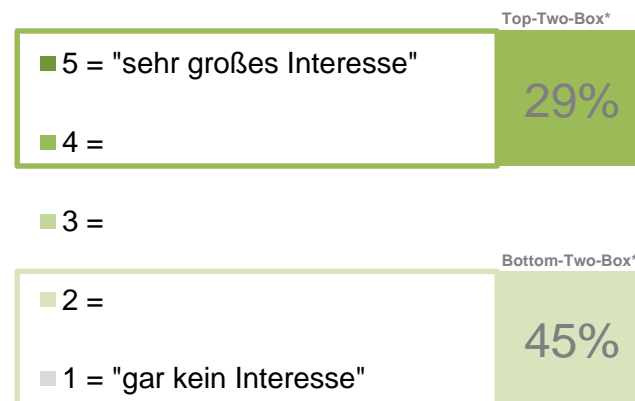 Top-Two-Box*
5 = "sehr großes Interesse"
29%
4 =
3 =
Bottom-Two-Box*
2 =
45%
1 = "gar kein Interesse"